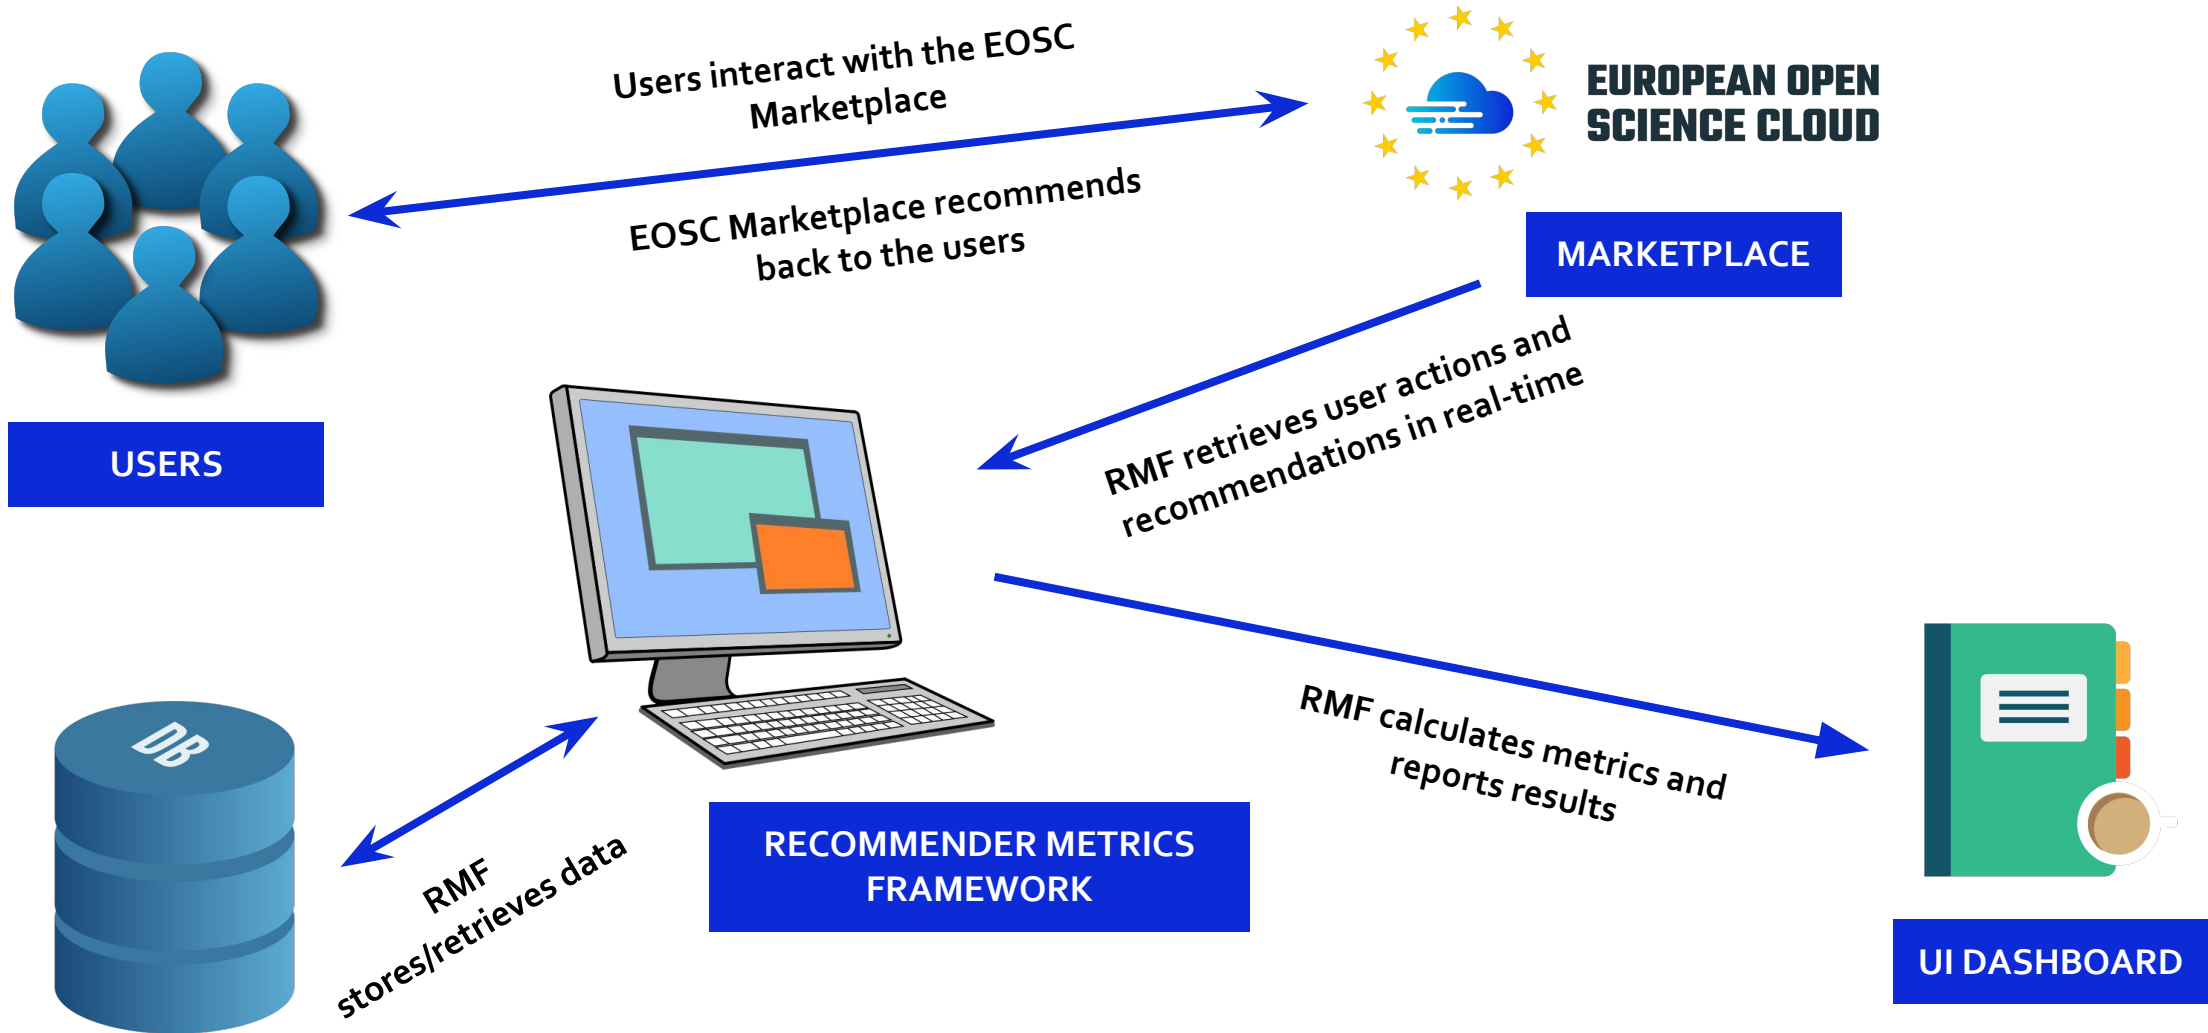 Users interact with the EOSC
Marketplace
EUROPEAN OPEN
SCIENCE CLOUD
EOSC Marketplace recommends
back to the users
MARKETPLACE
USERS
RMF retrieves user actions and
recommendations in real-time
RMF calculates metrics and
reports results
DB
RMF
stores/retrieves data
RECOMMENDER METRICS
FRAMEWORK
UI DASHBOARD